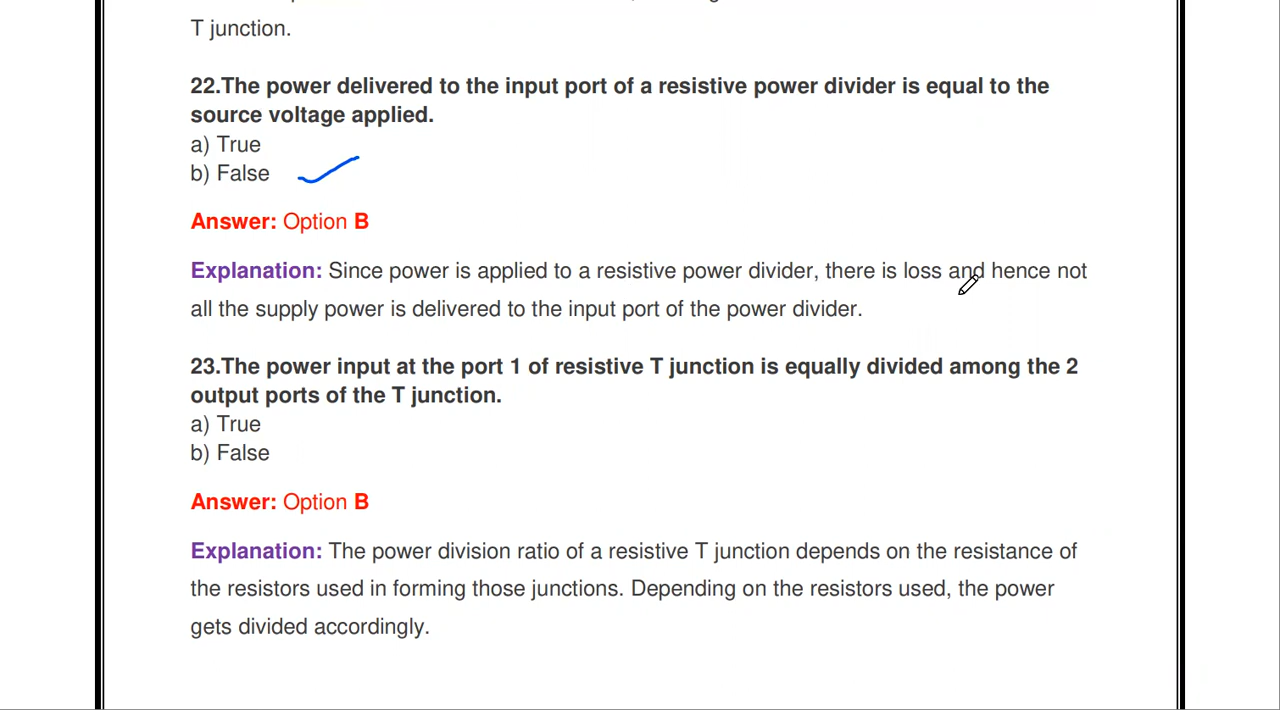 T junction.
22.The power delivered to the input port of a resistive power divider is equal to the
source voltage applied.
a) True
b) False
Answer: Option B
Explanation: Since power is applied to a resistive power divider, there is loss and hence not
all the supply power is delivered to the input port of the power divider.
23.The power input at the port 1 of resistive T junction is equally divided among the 2
output ports of the T junction.
a) True
b) False
Answer: Option B
Explanation: The power division ratio of a resistive T junction depends on the resistance of
the resistors used in forming those junctions. Depending on the resistors used, the power
gets divided accordingly.